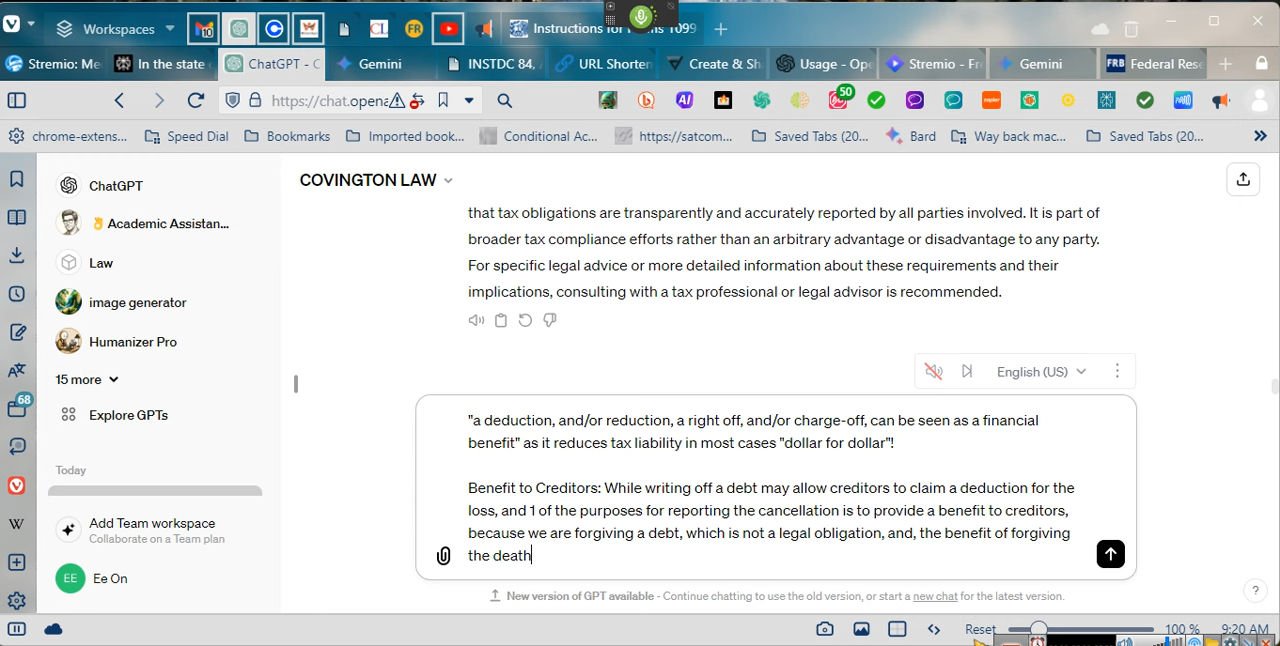 Workspaces
10
CL
FR
Instructions for
1099
Stremio: Me
In the state
ChatGPT - C
Gemini
INSTDC 84,
URL Shorten
Create & Sh
Usage - Ope
Stremio - Fr
Gemini
FRB Federal Rese
https://chat.opena
AI
50
chrome-extens...
Speed Dial
Bookmarks
Imported book...
Conditional Ac...
https://satcom...
Saved Tabs (20...
Bard
Way back mac...
Saved Tabs (20...
ChatGPT
Academic Assistan...
Law
image generator
Humanizer Pro
15 more
Explore GPTs
Today
Add Team workspace
Collaborate on a Team plan
EE Ee On
68
W
COVINGTON LAW
that tax obligations are transparently and accurately reported by all parties involved. It is part of
broader tax compliance efforts rather than an arbitrary advantage or disadvantage to any party.
For specific legal advice or more detailed information about these requirements and their
implications, consulting with a tax professional or legal advisor is recommended.
English (US)
"a deduction, and/or reduction, a right off, and/or charge-off, can be seen as a financial
benefit" as it reduces tax liability in most cases "dollar for dollar"!
Benefit to Creditors: While writing off a debt may allow creditors to claim a deduction for the
loss, and 1 of the purposes for reporting the cancellation is to provide a benefit to creditors,
because we are forgiving a debt, which is not a legal obligation, and, the benefit of forgiving
the death
New version of GPT available - Continue chatting to use the old version, or start a new chat for the latest version.
?
Reset
100 %
9:20 AM